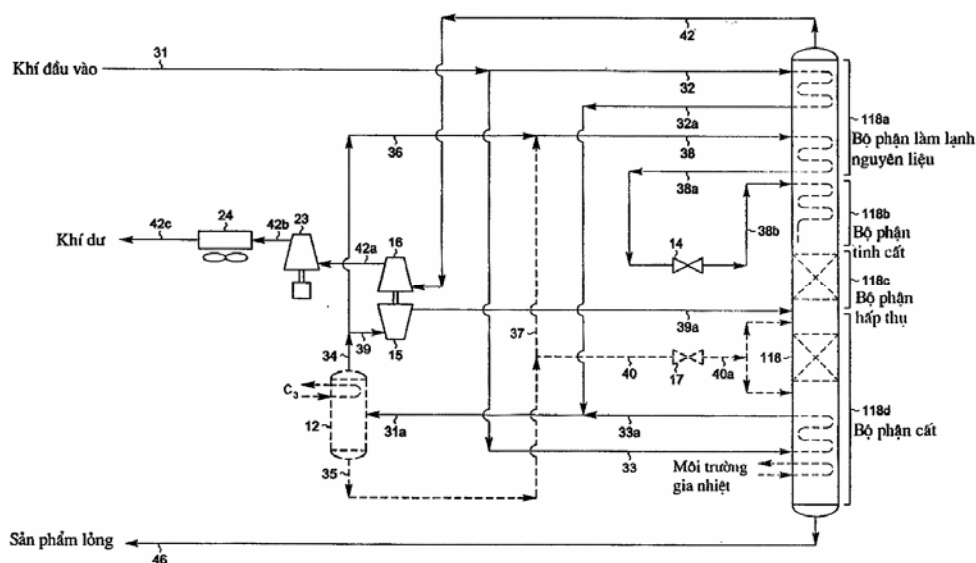 42
31
Khí đầu vào
32
118a
Bộ phận làm lạnh
nguyên liệu
32a
36
38
38a
118b
Bộ phận
tinh cất
38b
14
42c
24
42b
23
Khí dư
42a
16
118c
Bộ phận
hấp thụ
39a
37
34
39
15
118
40
17
40a
C3
12
31a
33a
118d
Bộ phận cất
33
35
Môi trường
gia nhiệt
Sản phẩm lỏng
46